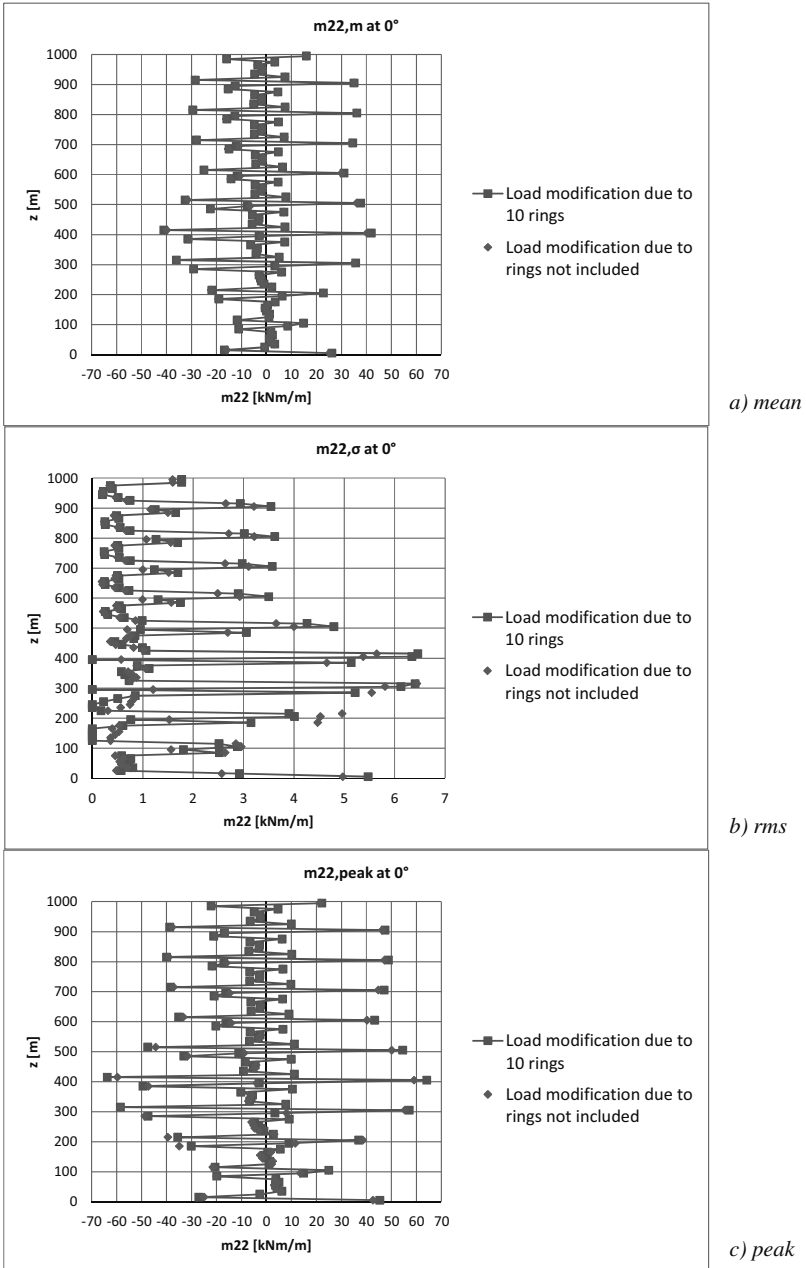 m22,m at 0°
1000
900
800
700
600
500
400
300
200
100
0
z [m]
-70 -60 -50 -40 -30 -20 -10 0 10 20 30 40 50 60 70
m22 [kNm/m]
Load modification due to
10 rings
Load modification due to
rings not included
a) mean
m22,σ at 0°
1000
900
800
700
600
500
400
300
200
100
0
z [m]
0 1 2 3 4 5 6 7
m22 [kNm/m]
Load modification due to
10 rings
Load modification due to
rings not included
b) rms
m22,peak at 0°
1000
900
800
700
600
500
400
300
200
100
0
z [m]
-70 -60 -50 -40 -30 -20 -10 0 10 20 30 40 50 60 70
m22 [kNm/m]
Load modification due to
10 rings
Load modification due to
rings not included
c) peak